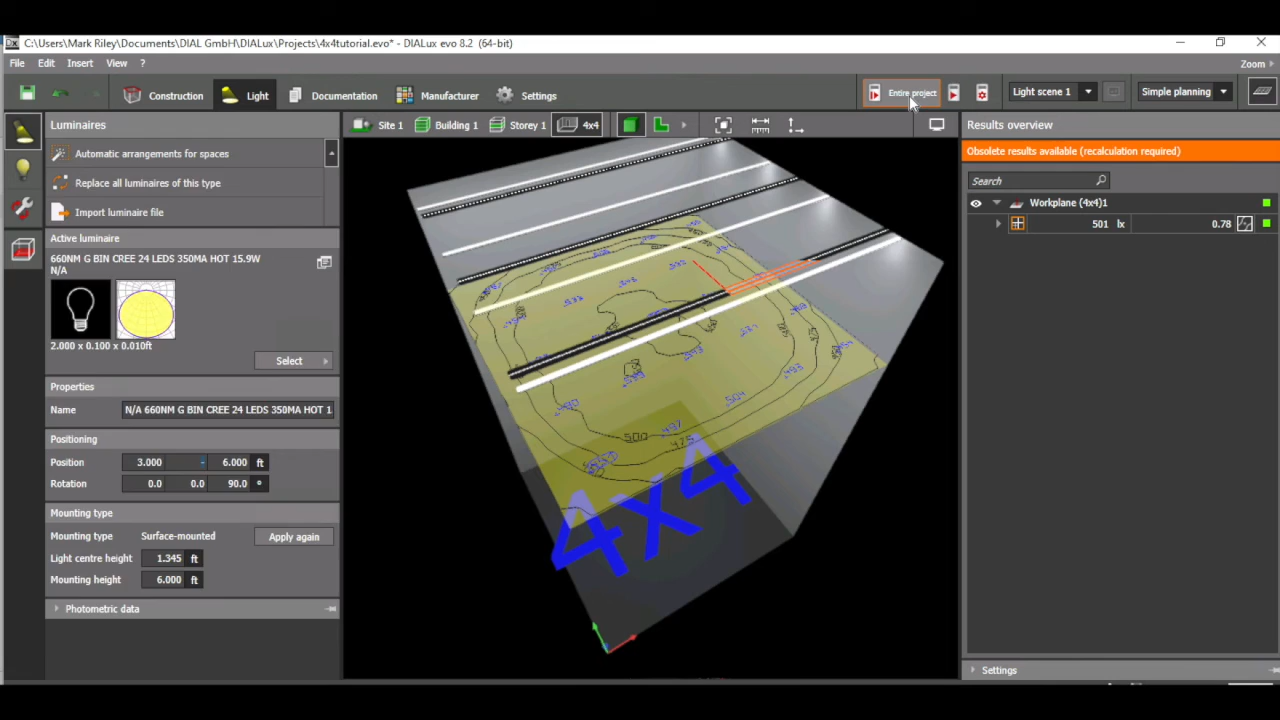 C:\Users\Mark Riley\Documents\DIAL GmbH\DIALux\Projects\4x4tutorial.evo* - DIALux evo 8.2 (64-bit)
File Edit Insert View ? Zoom
Construction Light Documentation Manufacturer Settings Entire project Light scene 1 Simple planning
Luminaires Site 1 Building 1 Storey 1 4x4 Results overview
Automatic arrangements for spaces
Obsolete results available (recalculation required)
Replace all luminaires of this type
Search
Import luminaire file
Workplane (4x4)1
501 lx 0.78
Active luminaire
660NM G BIN CREE 24 LEDS 350MA HOT 15.9W
N/A
2.000 x 0.100 x 0.010ft
Select
Properties
Name N/A 660NM G BIN CREE 24 LEDS 350MA HOT 1
Positioning
Position 3.000 - 6.000 ft
Rotation 0.0 0.0 90.0 °
Mounting type
Mounting type Surface-mounted Apply again
Light centre height 1.345 ft
Mounting height 6.000 ft
Photometric data
497
500
475
504
493
4x4
Settings